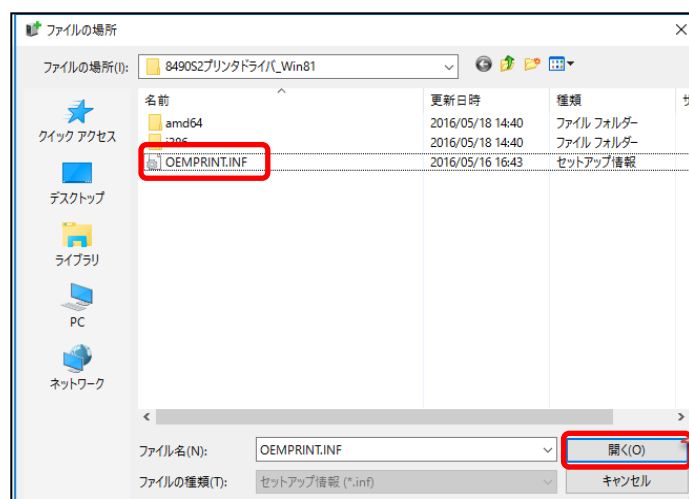 ファイルの場所
ファイルの場所(I):
8490S2プリンタドライバ_Win81
名前
更新日時
種類
amd64
2016/05/18 14:40
ファイル フォルダー
i386
2016/05/18 14:40
ファイル フォルダー
OEMPRINT.INF
2016/05/16 16:43
セットアップ情報
クイック アクセス
デスクトップ
ライブラリ
PC
ネットワーク
ファイル名(N):
OEMPRINT.INF
開く(O)
ファイルの種類(T):
セットアップ情報 (*.inf)
キャンセル